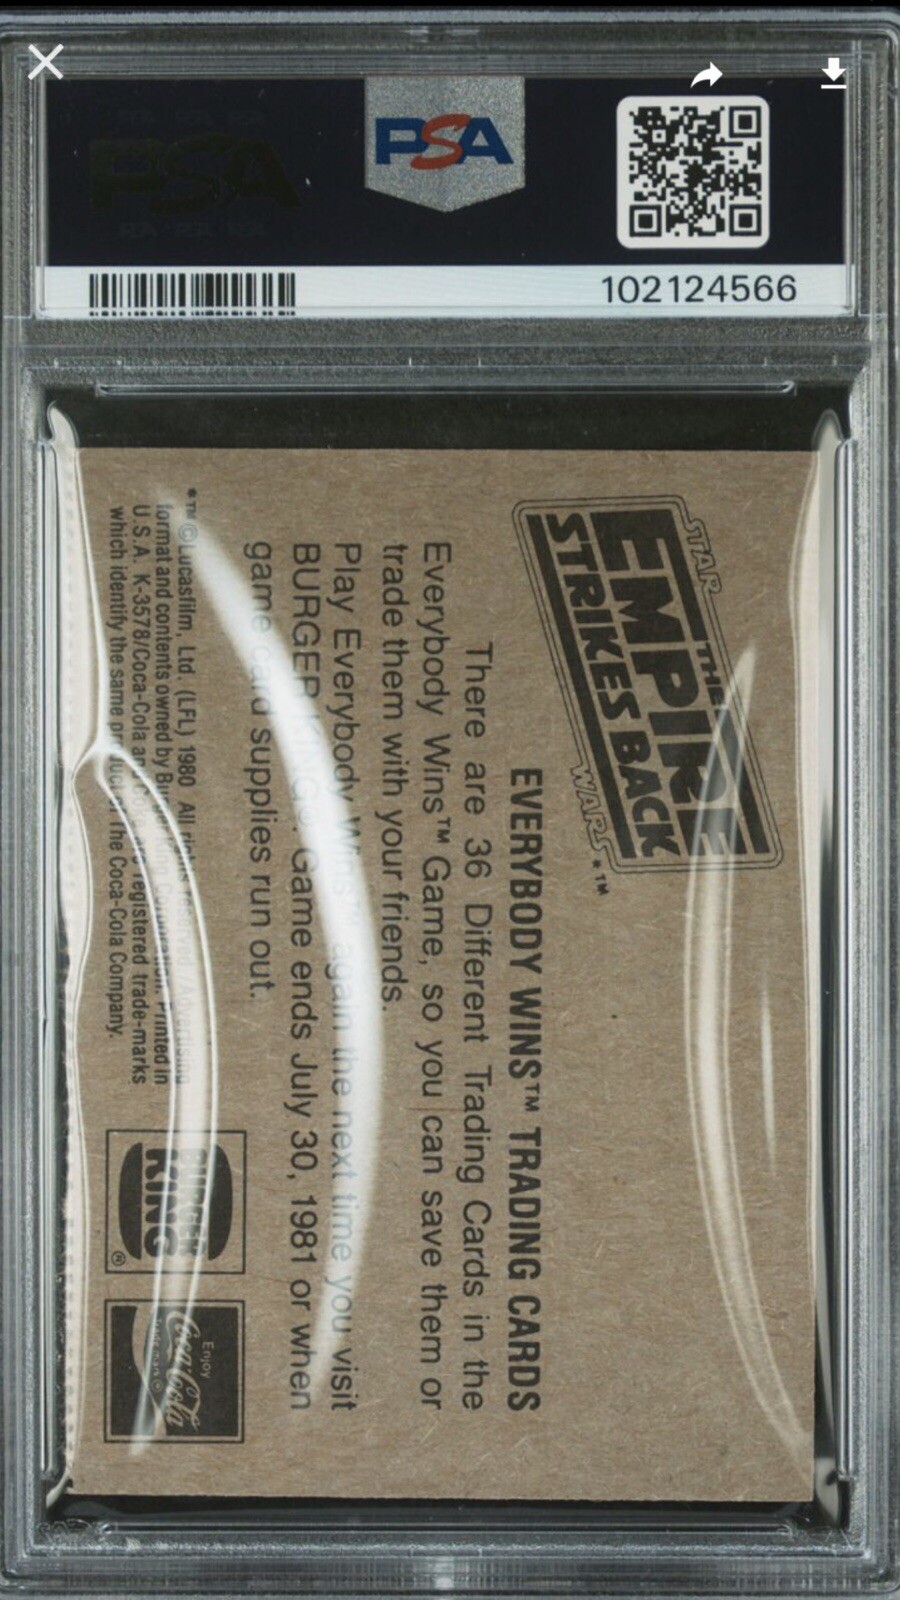 PSA
102124566
STAR
THE
EMPIRE
STRIKES BACK
WARS *™
EVERYBODY WINS™ TRADING CARDS
There are 36 Different Trading Cards in the
Everybody Wins™ Game, so you can save them or
trade them with your friends.
Play Everybody Wins™ again the next time you visit
BURGER KING®. Game ends July 30, 1981 or when
game card supplies run out.
*™©Lucasfilm, Ltd. (LFL) 1980 All rights reserved/Advertising
format and contents owned by Burger King Corporation. Printed in
U.S.A. K-3578/Coca-Cola and Coke are registered trade-marks
which identify the same product of the Coca-Cola Company.
BURGER
KING
®
Enjoy
Coca-Cola
Trade-mark®